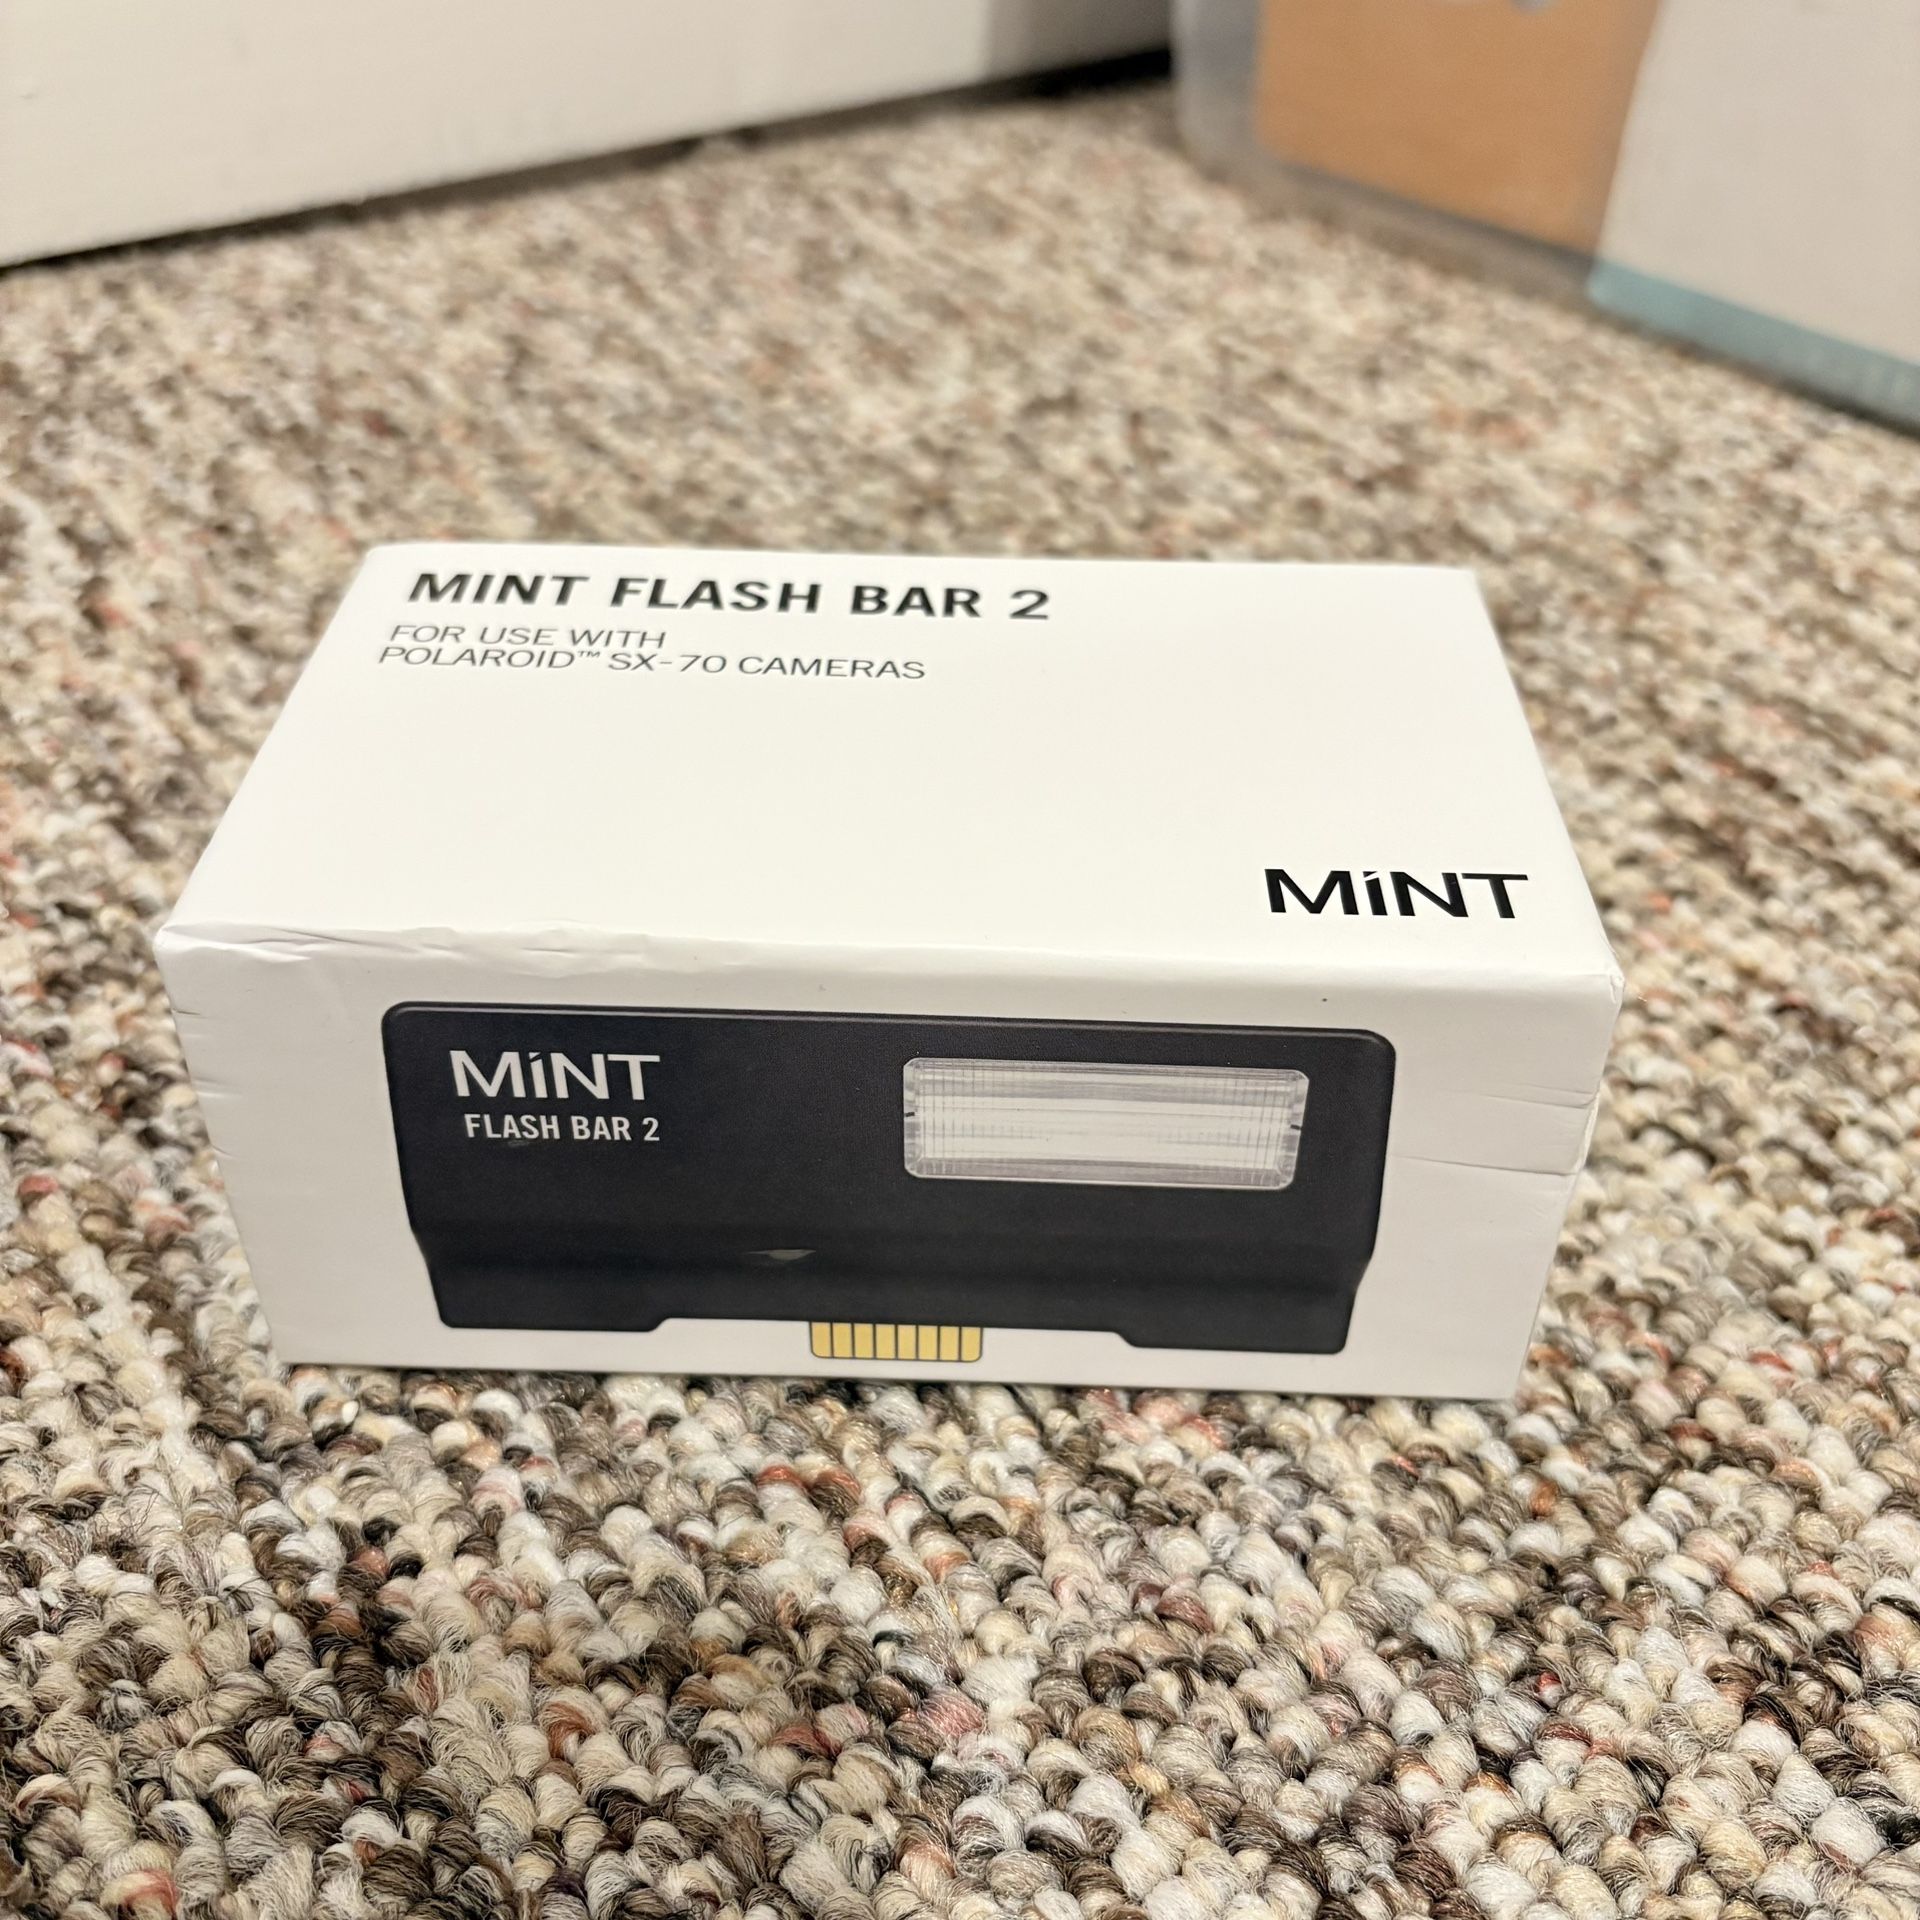 MINT FLASH BAR 2
FOR USE WITH
POLAROID™ SX-70 CAMERAS
MiNT
MiNT
FLASH BAR 2